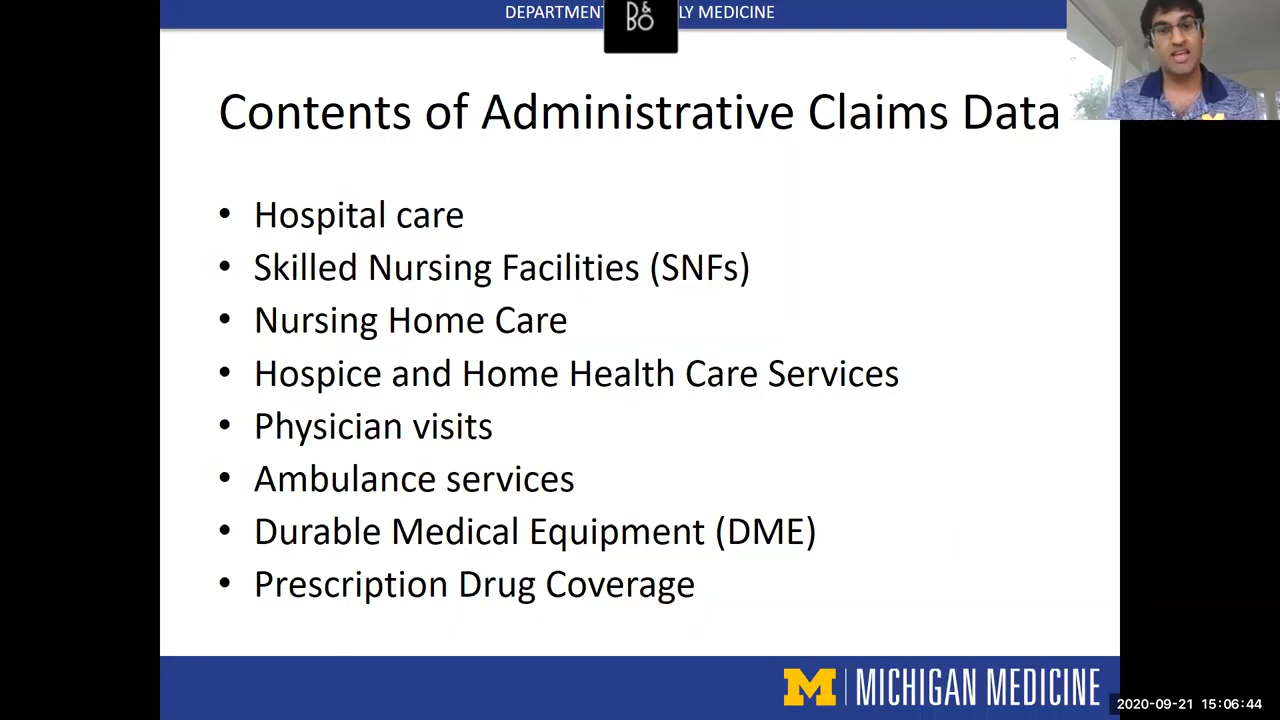 DEPARTMENT LY MEDICINE
D&
BO
Contents of Administrative Claims Data
• Hospital care
• Skilled Nursing Facilities (SNFs)
• Nursing Home Care
• Hospice and Home Health Care Services
• Physician visits
• Ambulance services
• Durable Medical Equipment (DME)
• Prescription Drug Coverage
M | MICHIGAN MEDICINE
2020-09-21 15:06:44